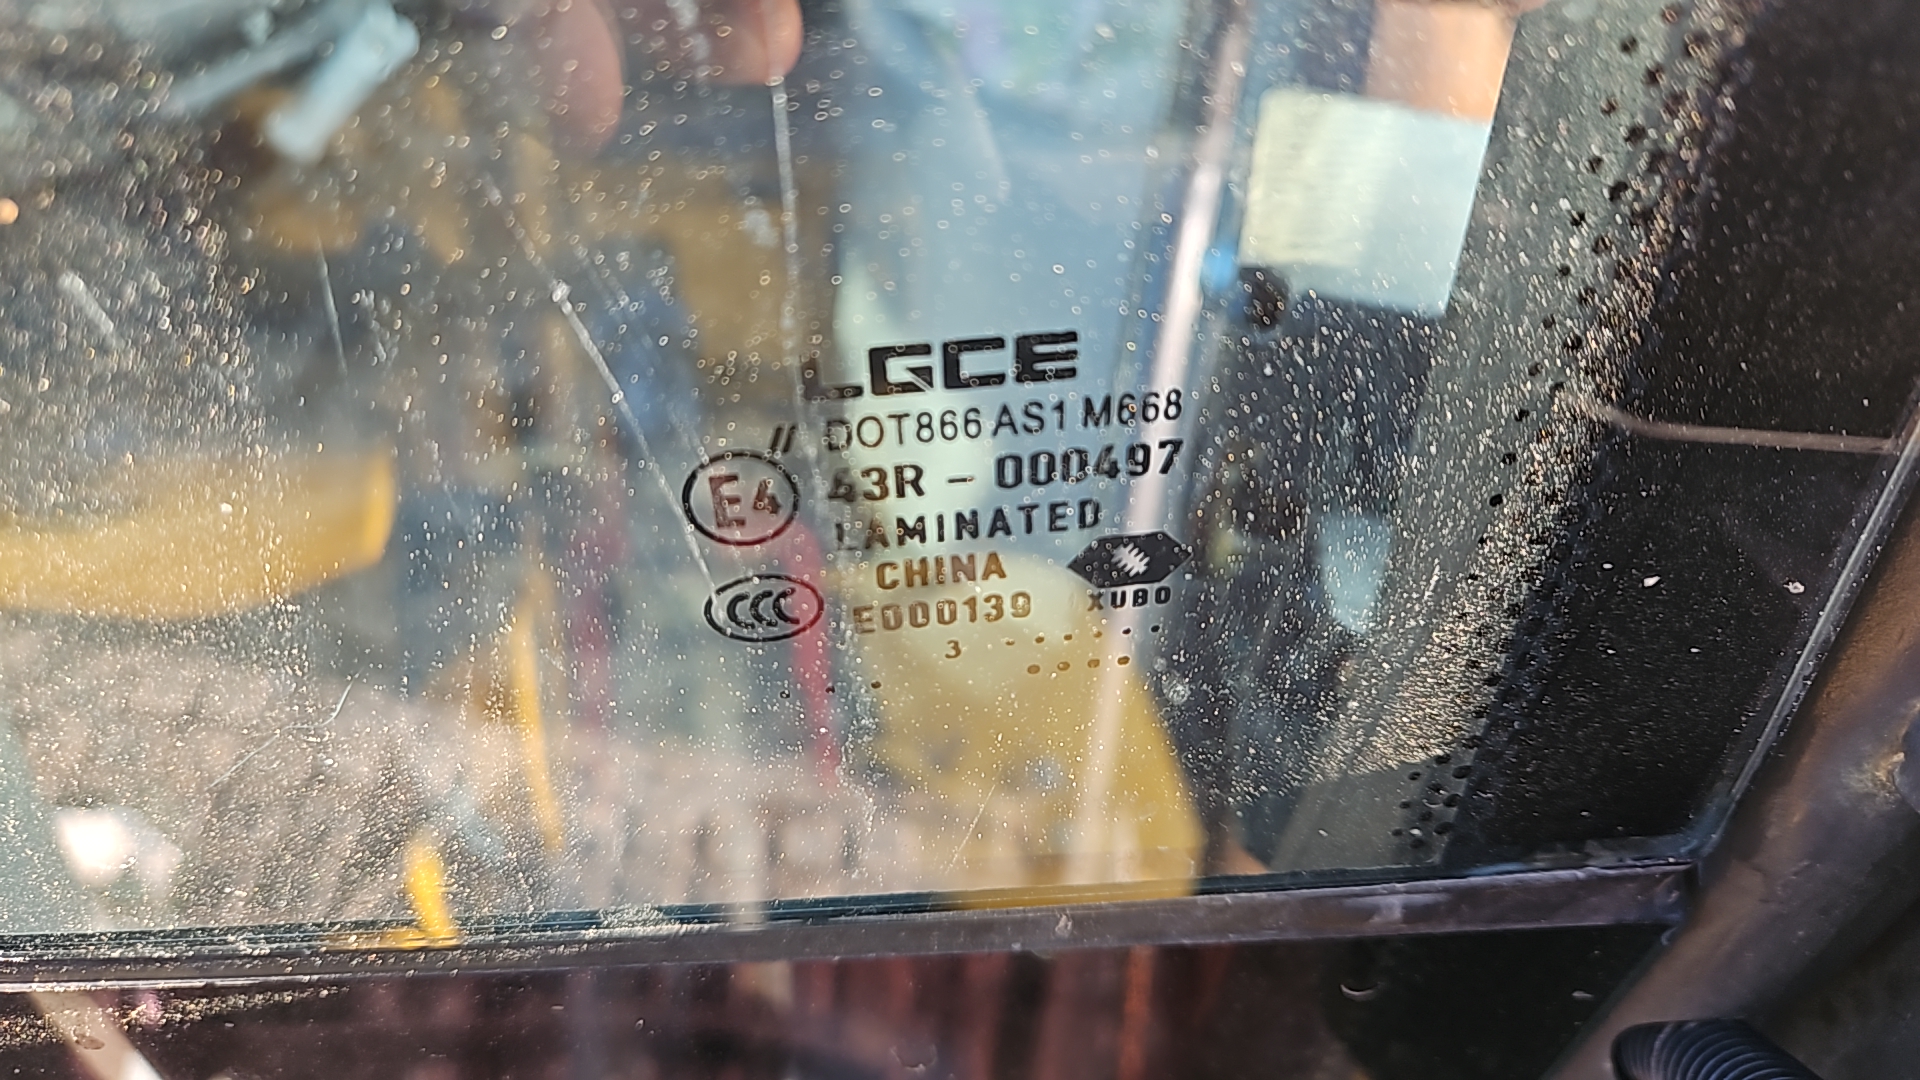 LGCE
// DOT866 AS1 M668
E4 43R - 000497
LAMINATED
CHINA
CCC E000139
XUBO
3